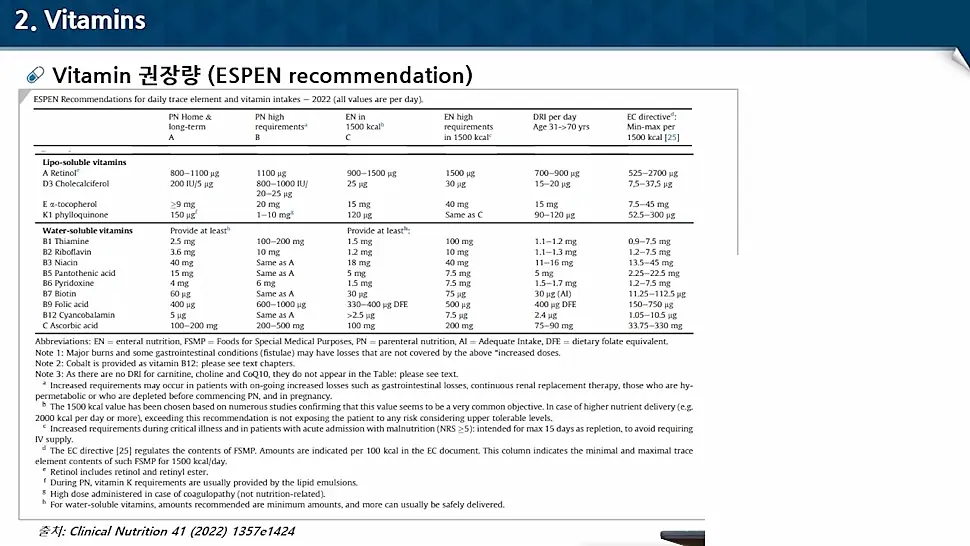 2. Vitamins
Vitamin 권장량 (ESPEN recommendation)
ESPEN Recommendations for daily trace element and vitamin intakes – 2022 (all values are per day).
PN Home & long-term A PN high requirementsᵃ B EN in 1500 kcalᵇ C EN high requirements in 1500 kcalᶜ DRI per day Age 31->70 yrs EC directiveᵈ: Min-max per 1500 kcal [25]
Lipo-soluble vitamins
A Retinolᵉ 800–1100 μg 1100 μg 900–1500 μg 1500 μg 700–900 μg 525–2700 μg
D3 Cholecalciferol 200 IU/5 μg 800–1000 IU/ 20–25 μg 25 μg 30 μg 15–20 μg 7,5–37,5 μg
E α-tocopherol ≥9 mg 20 mg 15 mg 40 mg 15 mg 7.5–45 mg
K1 phylloquinone 150 μgᶠ 1–10 mgᵍ 120 μg Same as C 90–120 μg 52.5–300 μg
Water-soluble vitamins Provide at leastʰ Provide at leastʰ:
B1 Thiamine 2.5 mg 100–200 mg 1.5 mg 100 mg 1.1–1.2 mg 0,9–7.5 mg
B2 Riboflavin 3.6 mg 10 mg 1.2 mg 10 mg 1.1–1.3 mg 1.2–7.5 mg
B3 Niacin 40 mg Same as A 18 mg 40 mg 11–16 mg 13.5–45 mg
B5 Pantothenic acid 15 mg Same as A 5 mg 7.5 mg 5 mg 2.25–22.5 mg
B6 Pyridoxine 4 mg 6 mg 1.5 mg 7.5 mg 1.5–1.7 mg 1.2–7.5 mg
B7 Biotin 60 μg Same as A 30 μg 75 μg 30 μg (AI) 11,25–112.5 μg
B9 Folic acid 400 μg 600–1000 μg 330–400 μg DFE 500 μg 400 μg DFE 150–750 μg
B12 Cyancobalamin 5 μg Same as A >2.5 μg 7.5 μg 2.4 μg 1.05–10.5 μg
C Ascorbic acid 100–200 mg 200–500 mg 100 mg 200 mg 75–90 mg 33.75–330 mg
Abbreviations: EN = enteral nutrition, FSMP = Foods for Special Medical Purposes, PN = parenteral nutrition, AI = Adequate Intake, DFE = dietary folate equivalent,
Note 1: Major burns and some gastrointestinal conditions (fistulae) may have losses that are not covered by the above "increased doses.
Note 2: Cobalt is provided as vitamin B12: please see text chapters.
Note 3: As there are no DRI for carnitine, choline and CoQ10, they do not appear in the Table: please see text.
ᵃ Increased requirements may occur in patients with on-going increased losses such as gastrointestinal losses, continuous renal replacement therapy, those who are hy-
permetabolic or who are depleted before commencing PN, and in pregnancy.
ᵇ The 1500 kcal value has been chosen based on numerous studies confirming that this value seems to be a very common objective. In case of higher nutrient delivery (e.g.
2000 kcal per day or more), exceeding this recommendation is not exposing the patient to any risk considering upper tolerable levels.
ᶜ Increased requirements during critical illness and in patients with acute admission with malnutrition (NRS ≥5): intended for max 15 days as repletion, to avoid requiring
IV supply.
ᵈ The EC directive [25] regulates the contents of FSMP. Amounts are indicated per 100 kcal in the EC document. This column indicates the minimal and maximal trace
element contents of such FSMP for 1500 kcal/day.
ᵉ Retinol includes retinol and retinyl ester.
ᶠ During PN, vitamin K requirements are usually provided by the lipid emulsions.
ᵍ High dose administered in case of coagulopathy (not nutrition-related).
ʰ For water-soluble vitamins, amounts recommended are minimum amounts, and more can usually be safely delivered.
출처: Clinical Nutrition 41 (2022) 1357e1424